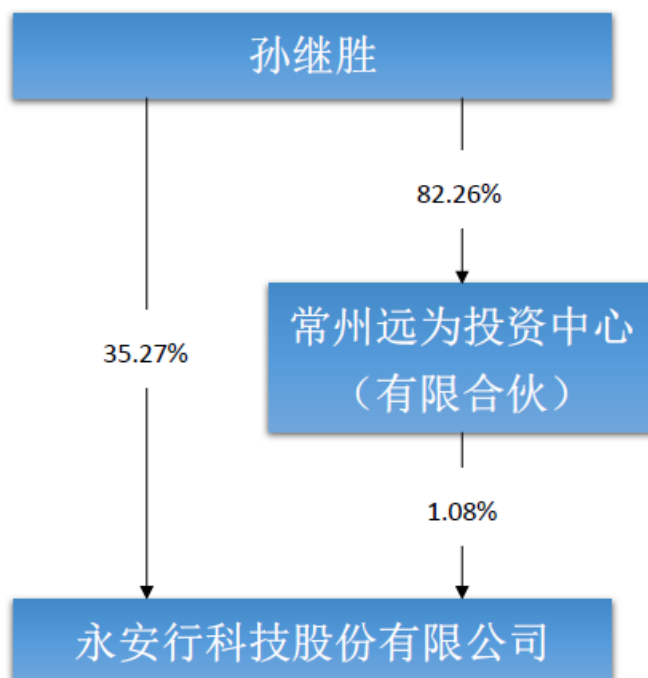 孙继胜
82.26%
常州远为投资中心
（有限合伙）
35.27%
1.08%
永安行科技股份有限公司